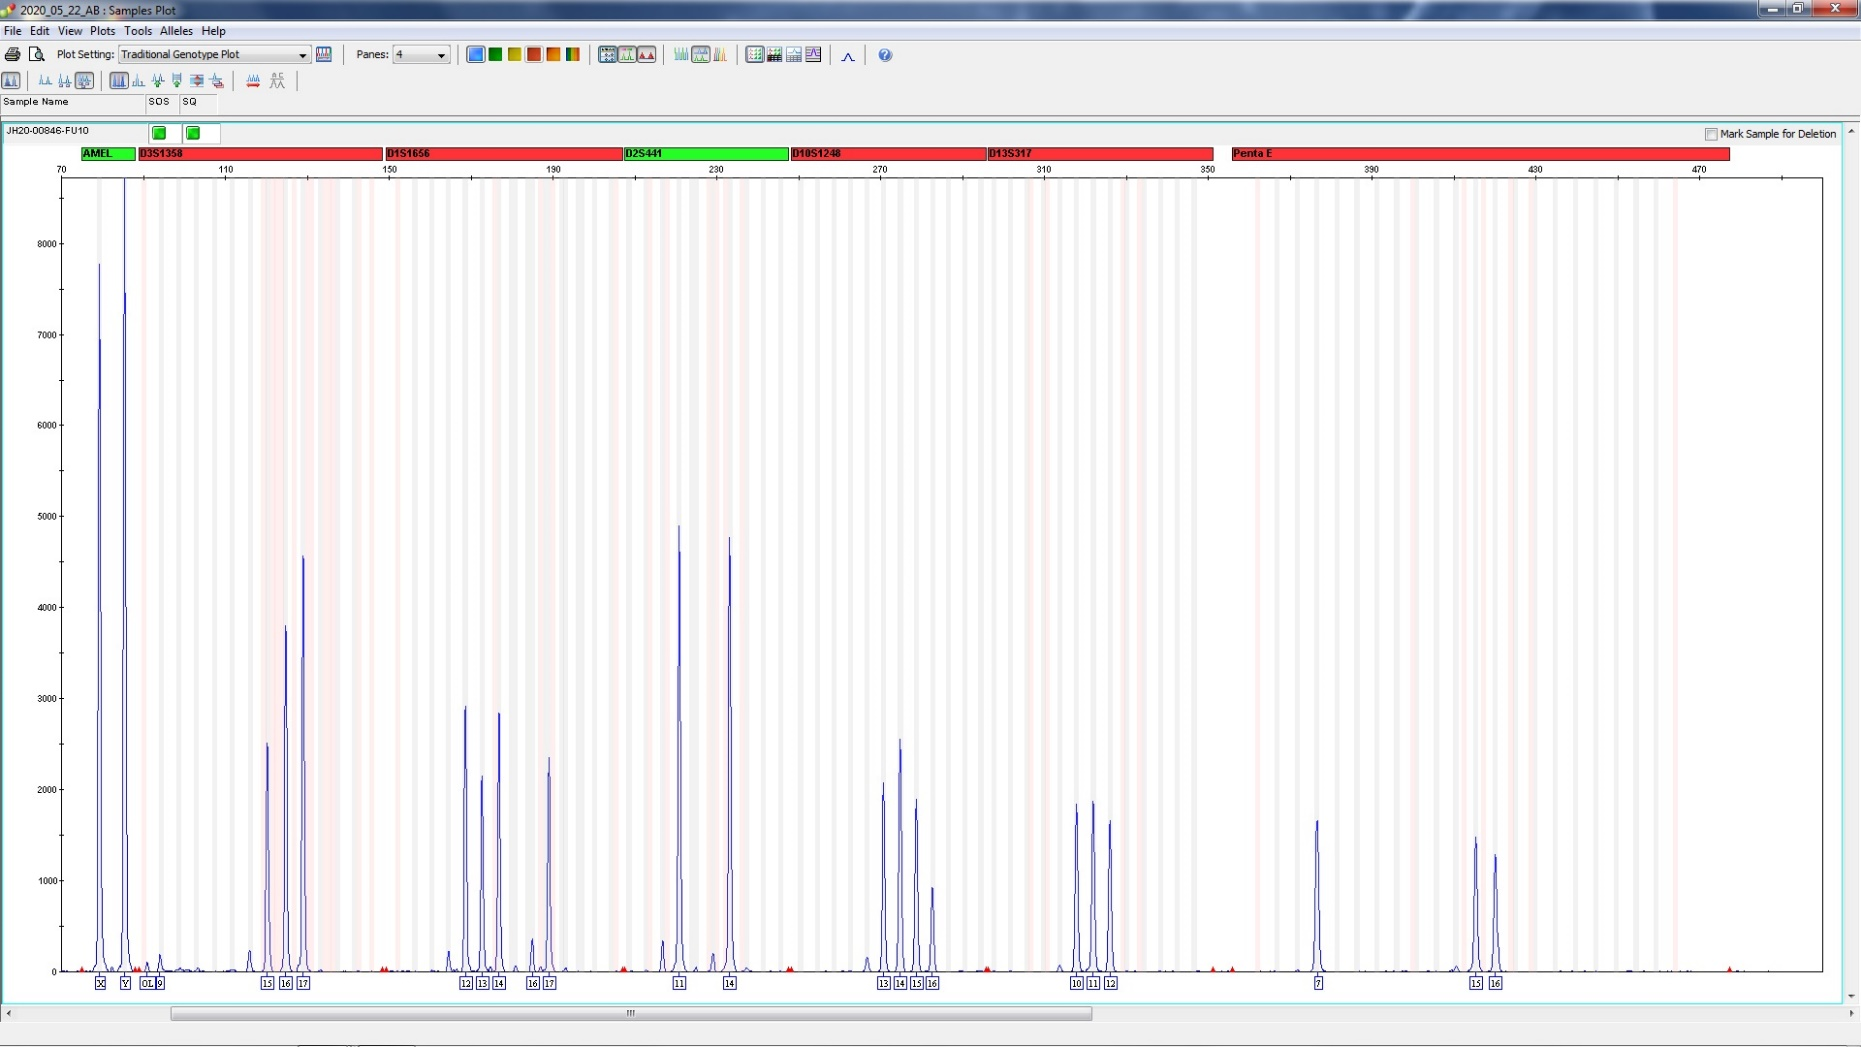 2020_05_22_AB : Samples Plot
File Edit View Plots Tools Alleles Help
Plot Setting: Traditional Genotype Plot Panes: 4
Sample Name SOS SQ
JH20-00846-FU10 Mark Sample for Deletion
AMEL D3S1358 D1S1656 D2S441 D10S1248 D13S317 Penta E
70 110 150 190 230 270 310 350 390 430 470
8000
7000
6000
5000
4000
3000
2000
1000
0
X Y OL 9 15 16 17 12 13 14 16 17 11 14 13 14 15 16 10 11 12 7 15 16